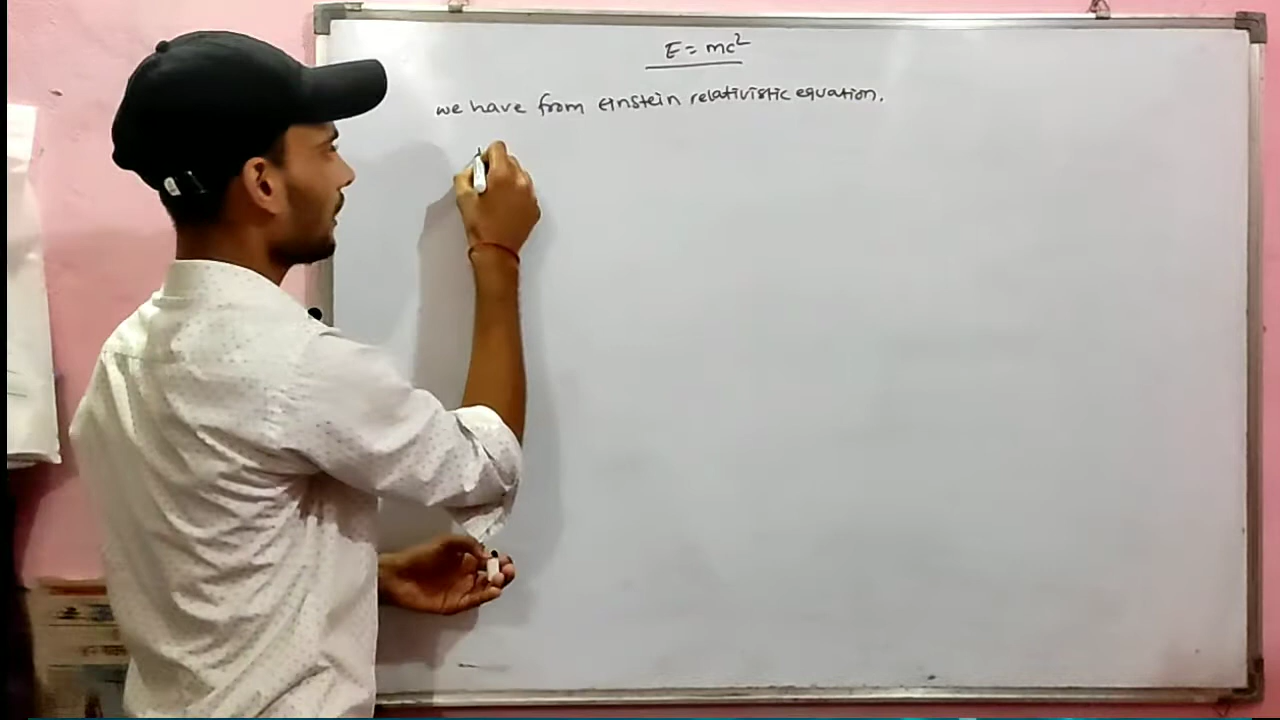 E = mc²
we have from einstein relativistic equation.